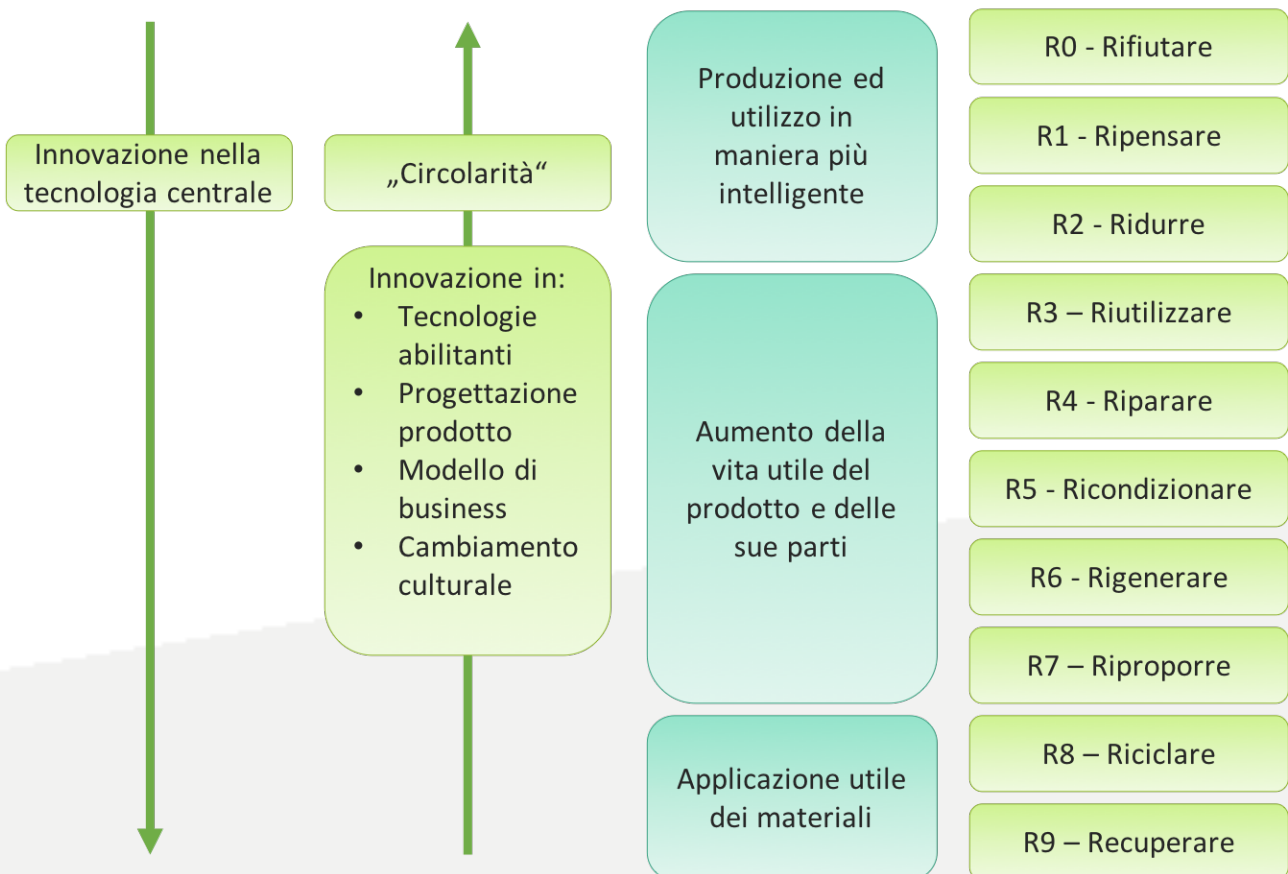 Innovazione nella
tecnologia centrale
„Circolarità“
Innovazione in:
• Tecnologie
abilitanti
• Progettazione
prodotto
• Modello di
business
• Cambiamento
culturale
Produzione ed
utilizzo in
maniera più
intelligente
Aumento della
vita utile del
prodotto e delle
sue parti
Applicazione utile
dei materiali
R0 - Rifiutare
R1 - Ripensare
R2 - Ridurre
R3 – Riutilizzare
R4 - Riparare
R5 - Ricondizionare
R6 - Rigenerare
R7 – Riproporre
R8 – Riciclare
R9 – Recuperare